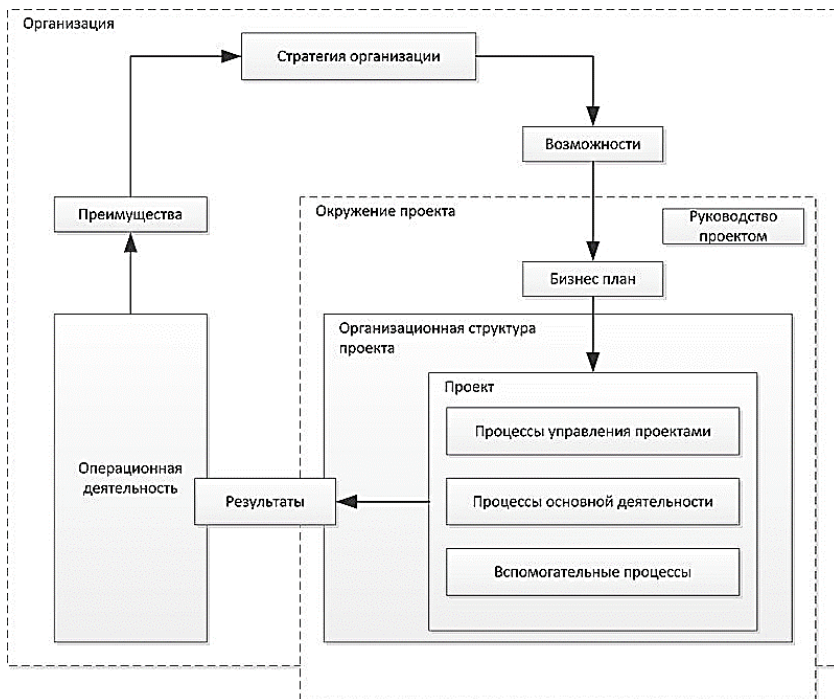 Организация
Стратегия организации
Возможности
Преимущества
Окружение проекта
Руководство
проектом
Бизнес план
Организационная структура
проекта
Проект
Процессы управления проектами
Операционная
деятельность
Результаты
Процессы основной деятельности
Вспомогательные процессы